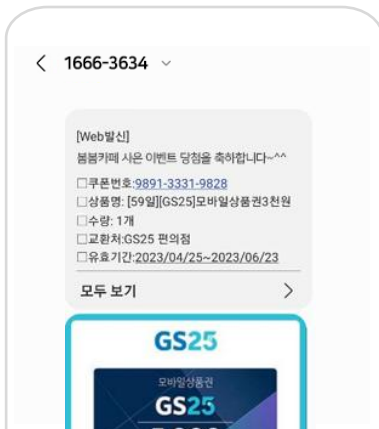 1666-3634
[Web발신]
봄봄카페 사은 이벤트 당첨을 축하합니다~^^
□쿠폰번호:9891-3331-9828
□상품명: [59일][GS25]모바일상품권3천원
□수량: 1개
□교환처:GS25 편의점
□유효기간:2023/04/25~2023/06/23
모두 보기
GS25
모바일상품권
GS25